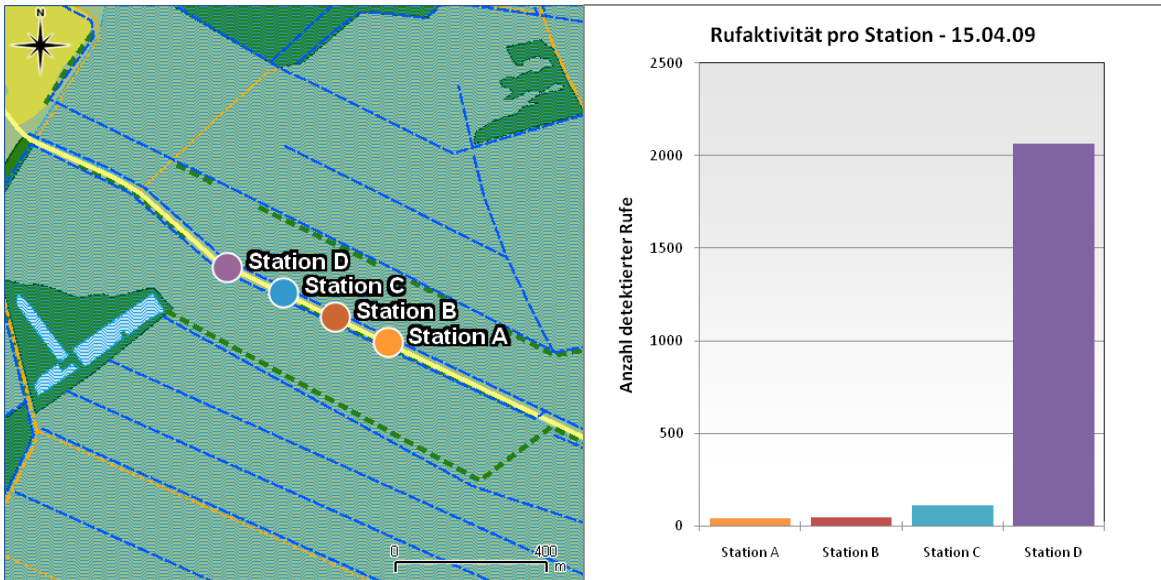 N
Station D
Station C
Station B
Station A
0 400
m
Rufaktivität pro Station - 15.04.09
Anzahl detektierter Rufe
2500
2000
1500
1000
500
0
Station A Station B Station C Station D